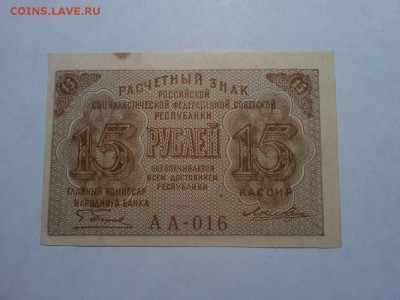 COINS.LAVE.RU
РАСЧЕТНЫЙ ЗНАК
РОССИЙСКОЙ
СОЦИАЛИСТИЧЕСКОЙ ФЕДЕРАТИВНОЙ СОВЕТСКОЙ
РЕСПУБЛИКИ
15 15
15 РУБЛЕЙ 15
ОБЕСПЕЧИВАЕТСЯ
ВСЕМ ДОСТОЯНИЕМ
РЕСПУБЛИКИ
ГЛАВНЫЙ КОМИССАР
НАРОДНОГО БАНКА
КАССИР
АА-016